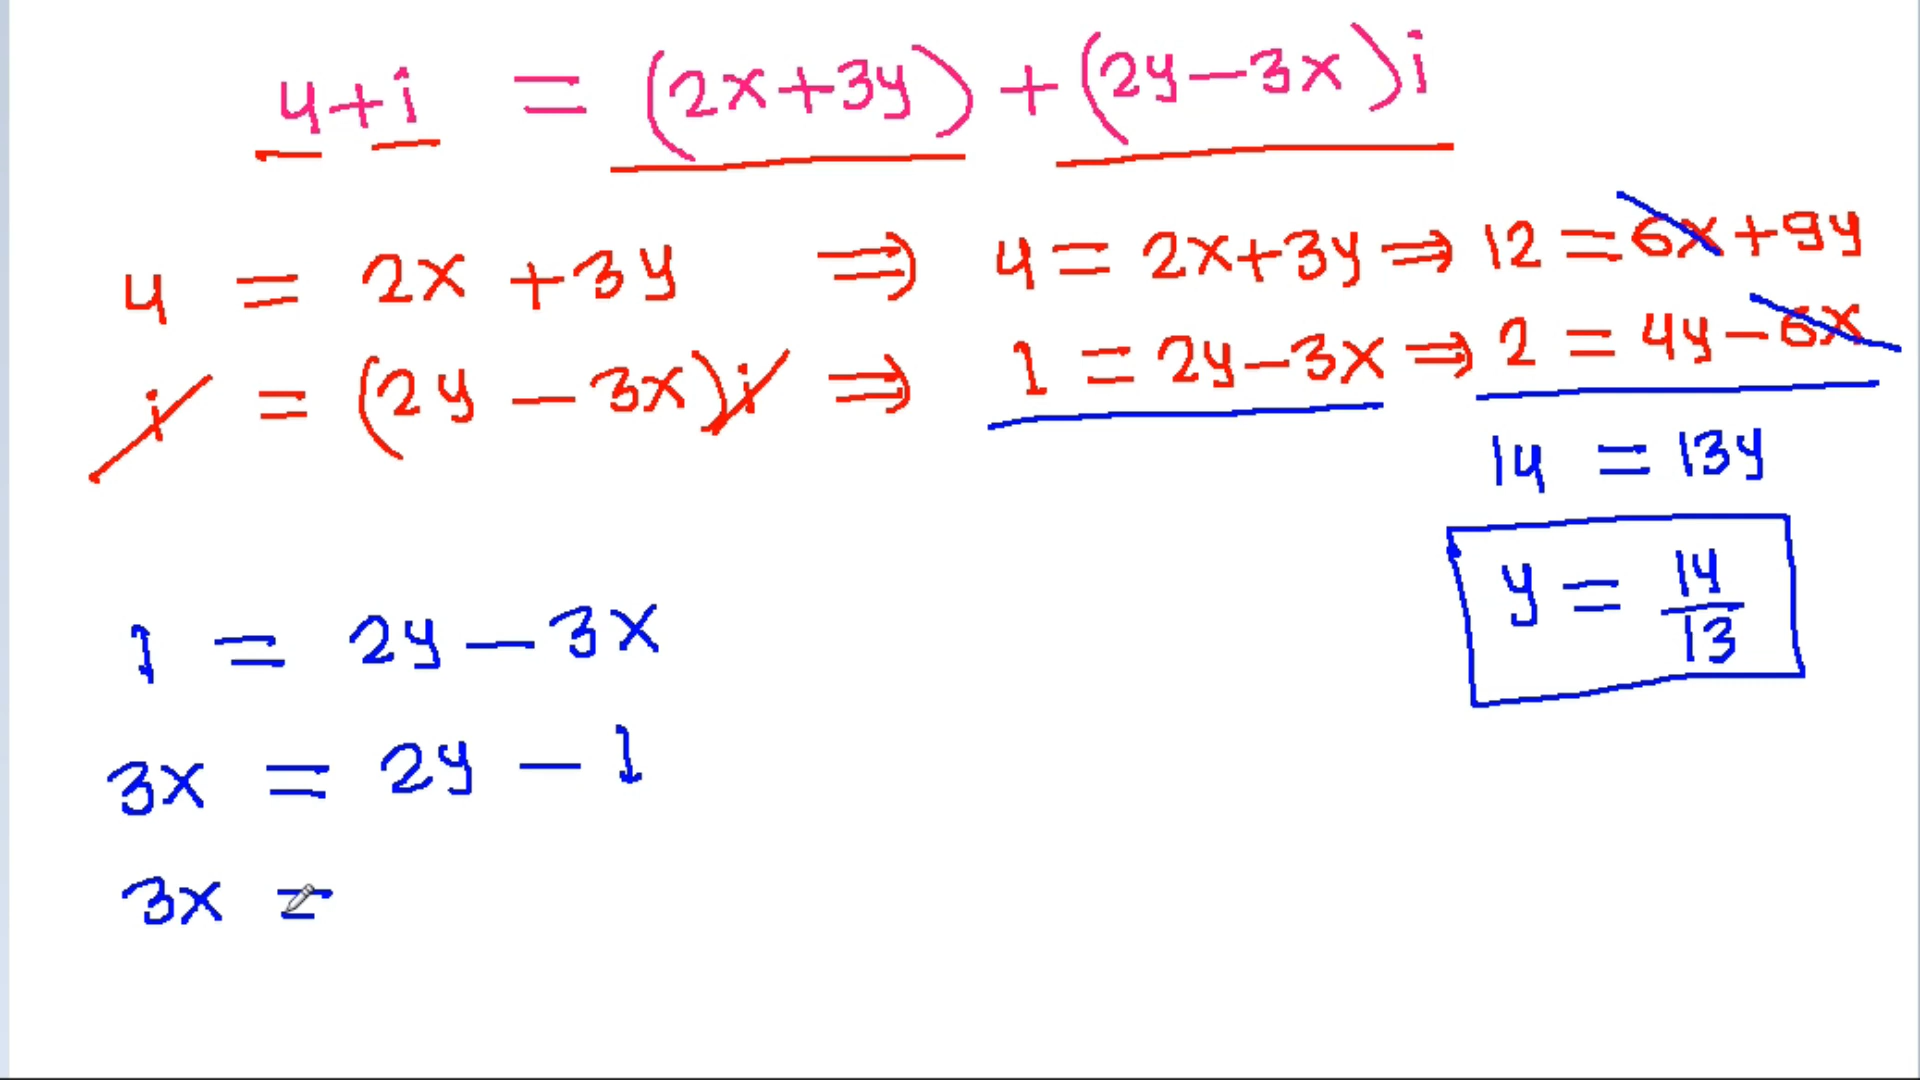 4+i = (2x+3y) + (2y-3x)i
4 = 2x + 3y ⇒ 4 = 2x+3y ⇒ 12 = 6x+9y
i = (2y - 3x)i ⇒ 1 = 2y-3x ⇒ 2 = 4y-6x
14 = 13y
y = 14/13
1 = 2y - 3x
3x = 2y - 1
3x =